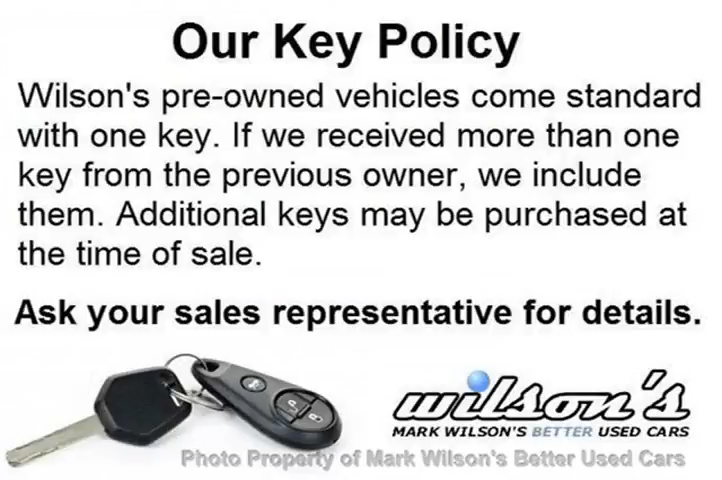 Our Key Policy
Wilson's pre-owned vehicles come standard
with one key. If we received more than one
key from the previous owner, we include
them. Additional keys may be purchased at
the time of sale.
Ask your sales representative for details.
wilson's
MARK WILSON'S BETTER USED CARS
Photo Property of Mark Wilson's Better Used Cars